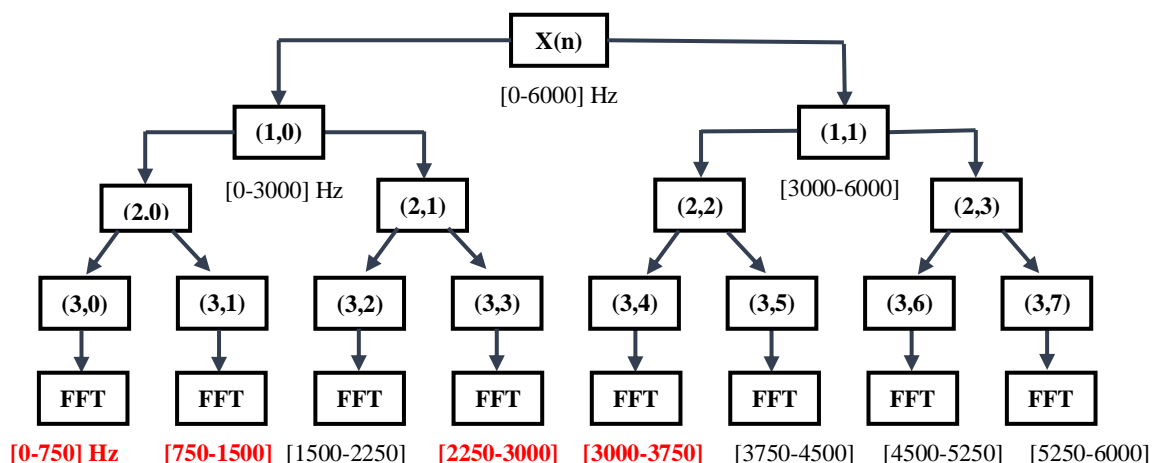 X(n)
[0-6000] Hz
(1,0)
(1,1)
[0-3000] Hz
[3000-6000]
(2,0)
(2,1)
(2,2)
(2,3)
(3,0)
(3,1)
(3,2)
(3,3)
(3,4)
(3,5)
(3,6)
(3,7)
FFT
FFT
FFT
FFT
FFT
FFT
FFT
FFT
[0-750] Hz
[750-1500]
[1500-2250]
[2250-3000]
[3000-3750]
[3750-4500]
[4500-5250]
[5250-6000]